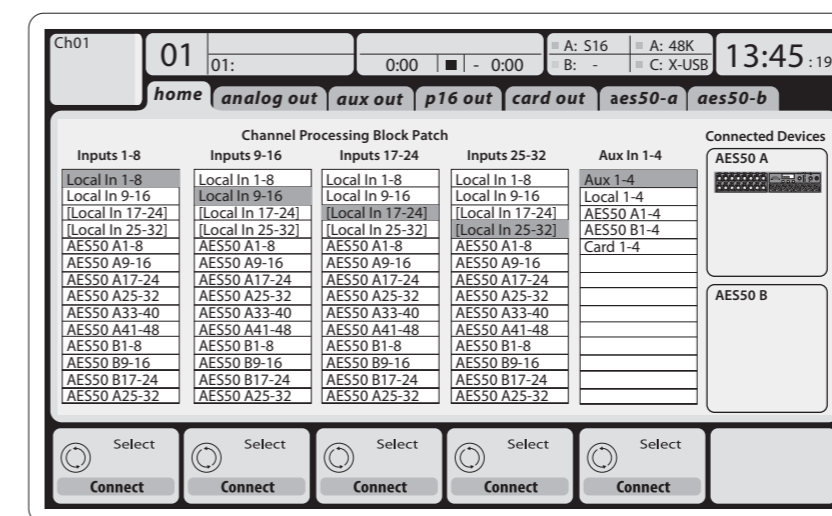 Ch01
01
01:
0:00 - 0:00
A: S16 A: 48K
B: - C: X-USB
13:45 :19
home analog out aux out p16 out card out aes50-a aes50-b
Channel Processing Block Patch
Connected Devices
Inputs 1-8 Inputs 9-16 Inputs 17-24 Inputs 25-32 Aux In 1-4
AES50 A
Local In 1-8 Local In 1-8 Local In 1-8 Local In 1-8 Aux 1-4
Local In 9-16 Local In 9-16 Local In 9-16 Local In 9-16 Local 1-4
[Local In 17-24] [Local In 17-24] [Local In 17-24] [Local In 17-24] AES50 A1-4
[Local In 25-32] [Local In 25-32] [Local In 25-32] [Local In 25-32] AES50 B1-4
AES50 A1-8 AES50 A1-8 AES50 A1-8 AES50 A1-8 Card 1-4
AES50 A9-16 AES50 A9-16 AES50 A9-16 AES50 A9-16
AES50 A17-24 AES50 A17-24 AES50 A17-24 AES50 A17-24
AES50 A25-32 AES50 A25-32 AES50 A25-32 AES50 A25-32
AES50 B
AES50 A33-40 AES50 A33-40 AES50 A33-40 AES50 A33-40
AES50 A41-48 AES50 A41-48 AES50 A41-48 AES50 A41-48
AES50 B1-8 AES50 B1-8 AES50 B1-8 AES50 B1-8
AES50 B9-16 AES50 B9-16 AES50 B9-16 AES50 B9-16
AES50 B17-24 AES50 B17-24 AES50 B17-24 AES50 B17-24
AES50 A25-32 AES50 A25-32 AES50 A25-32 AES50 A25-32
Select Select Select Select Select
Connect Connect Connect Connect Connect